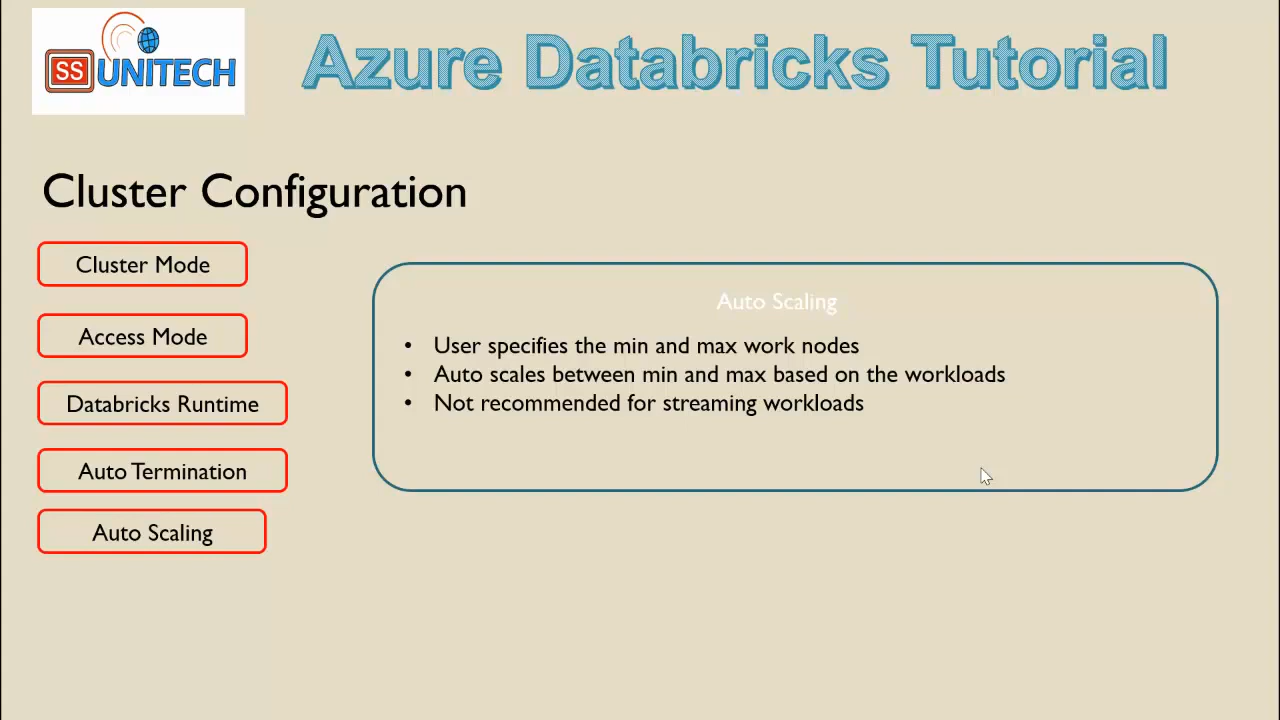 SS UNITECH
Azure Databricks Tutorial
Cluster Configuration
Cluster Mode
Access Mode
Databricks Runtime
Auto Termination
Auto Scaling
Auto Scaling
• User specifies the min and max work nodes
• Auto scales between min and max based on the workloads
• Not recommended for streaming workloads